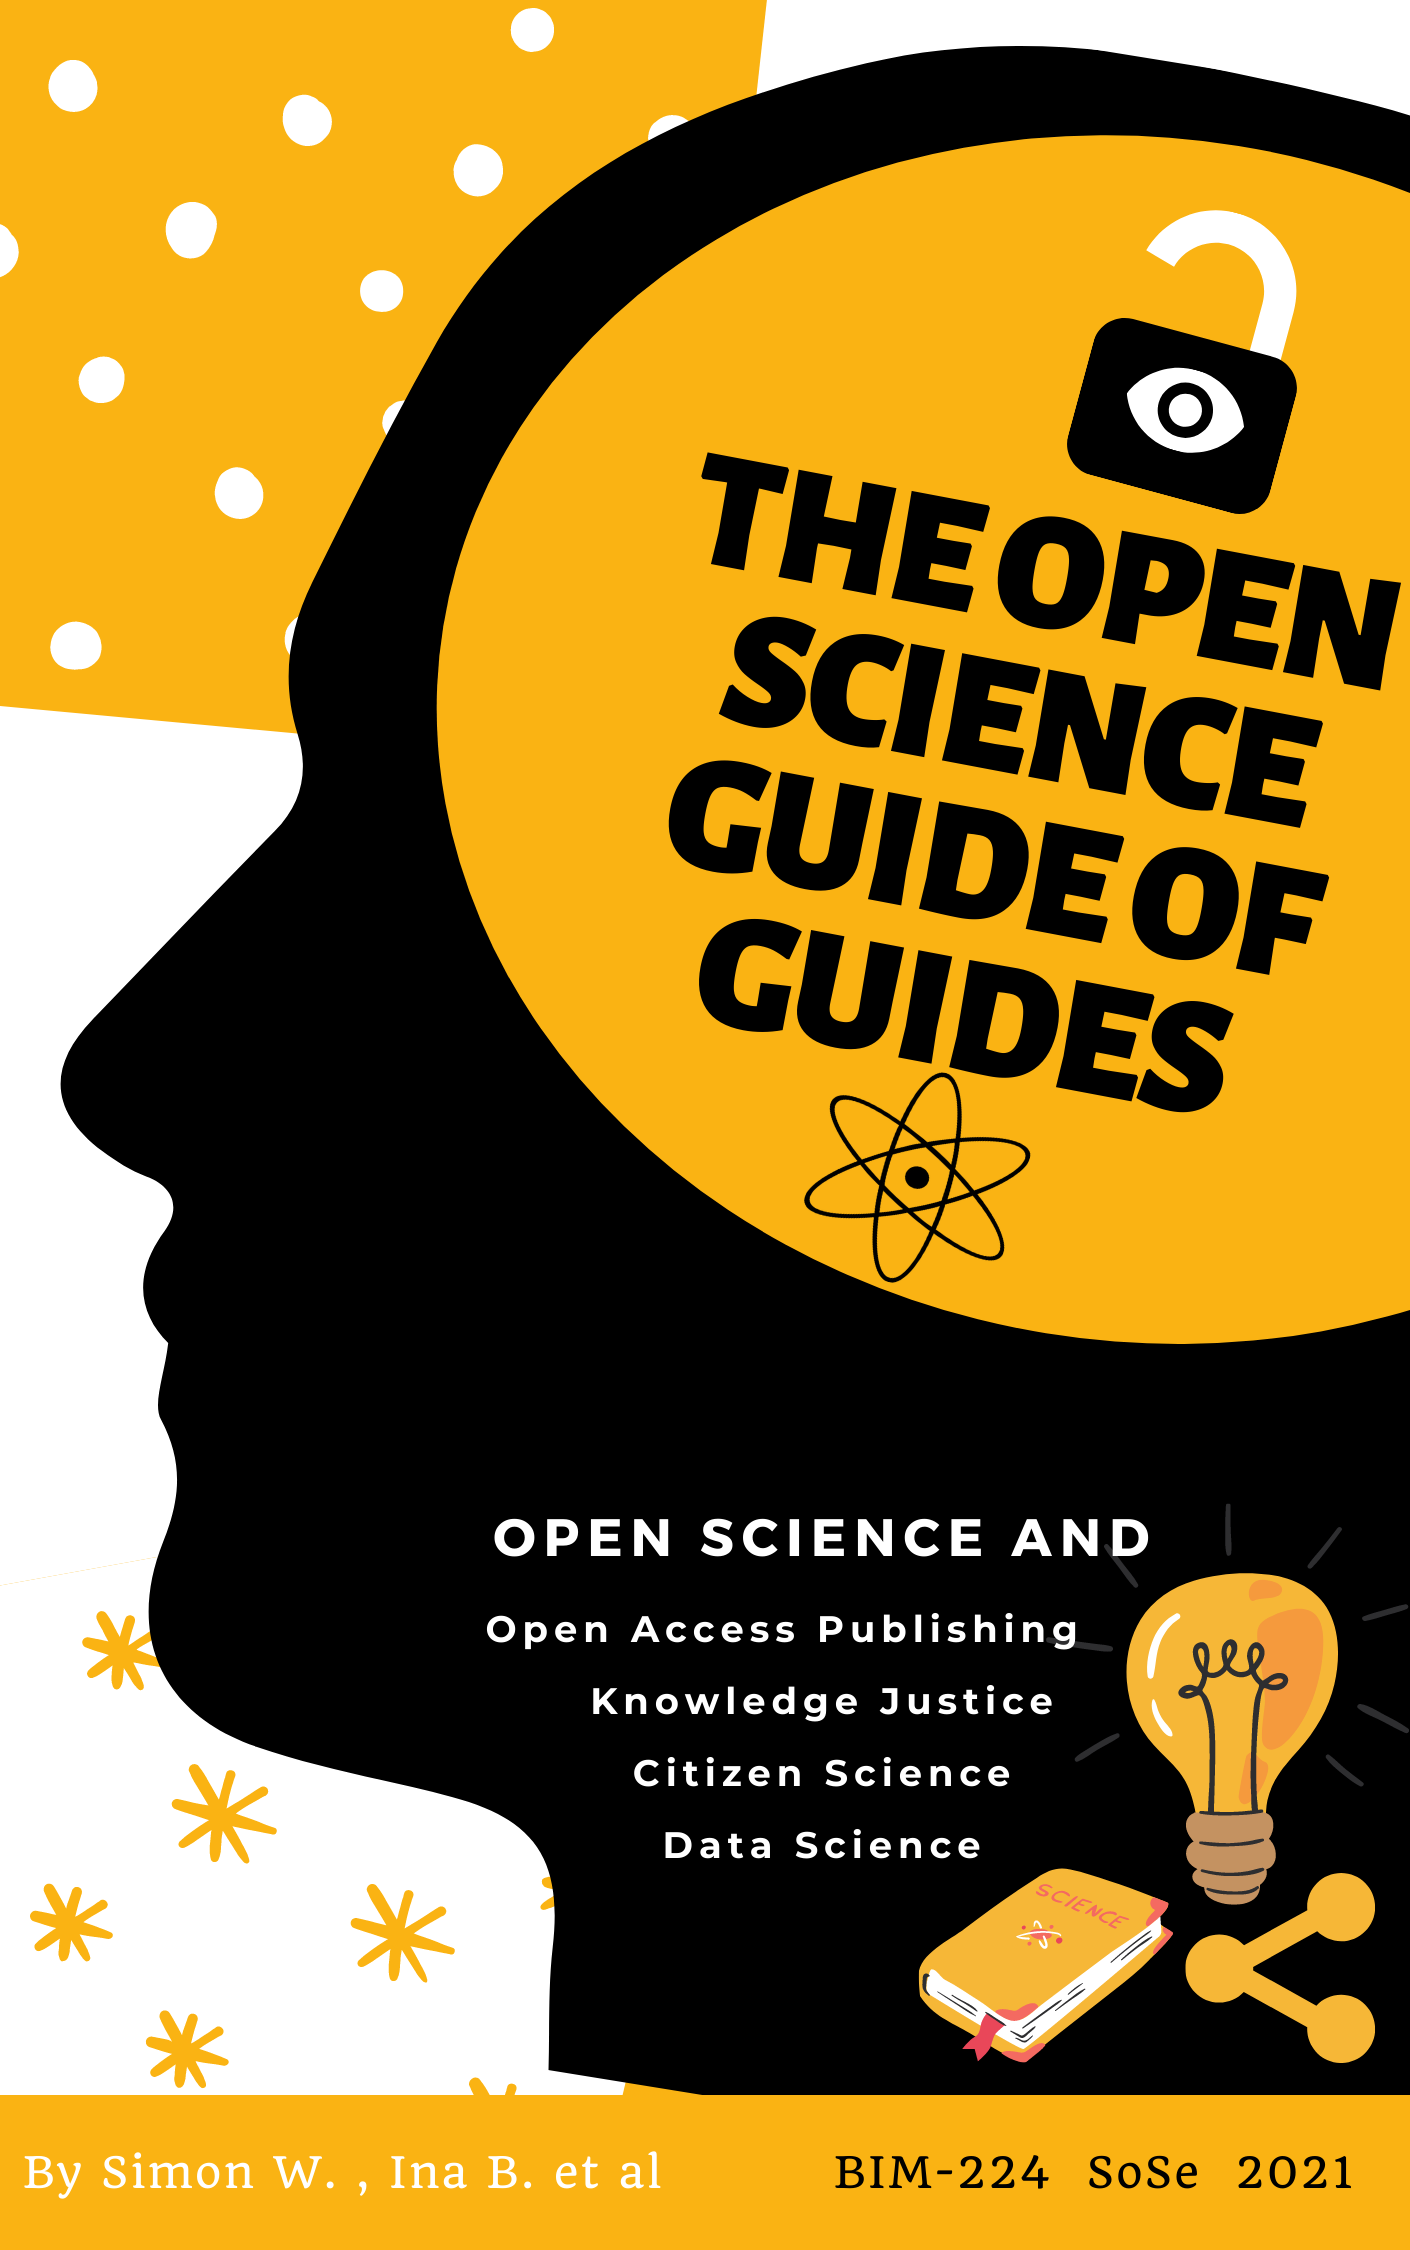 THE OPEN
SCIENCE
GUIDE OF
GUIDES
OPEN SCIENCE AND
Open Access Publishing
Knowledge Justice
Citizen Science
Data Science
SCIENCE
By Simon W. , Ina B. et al
BIM-224 SoSe 2021